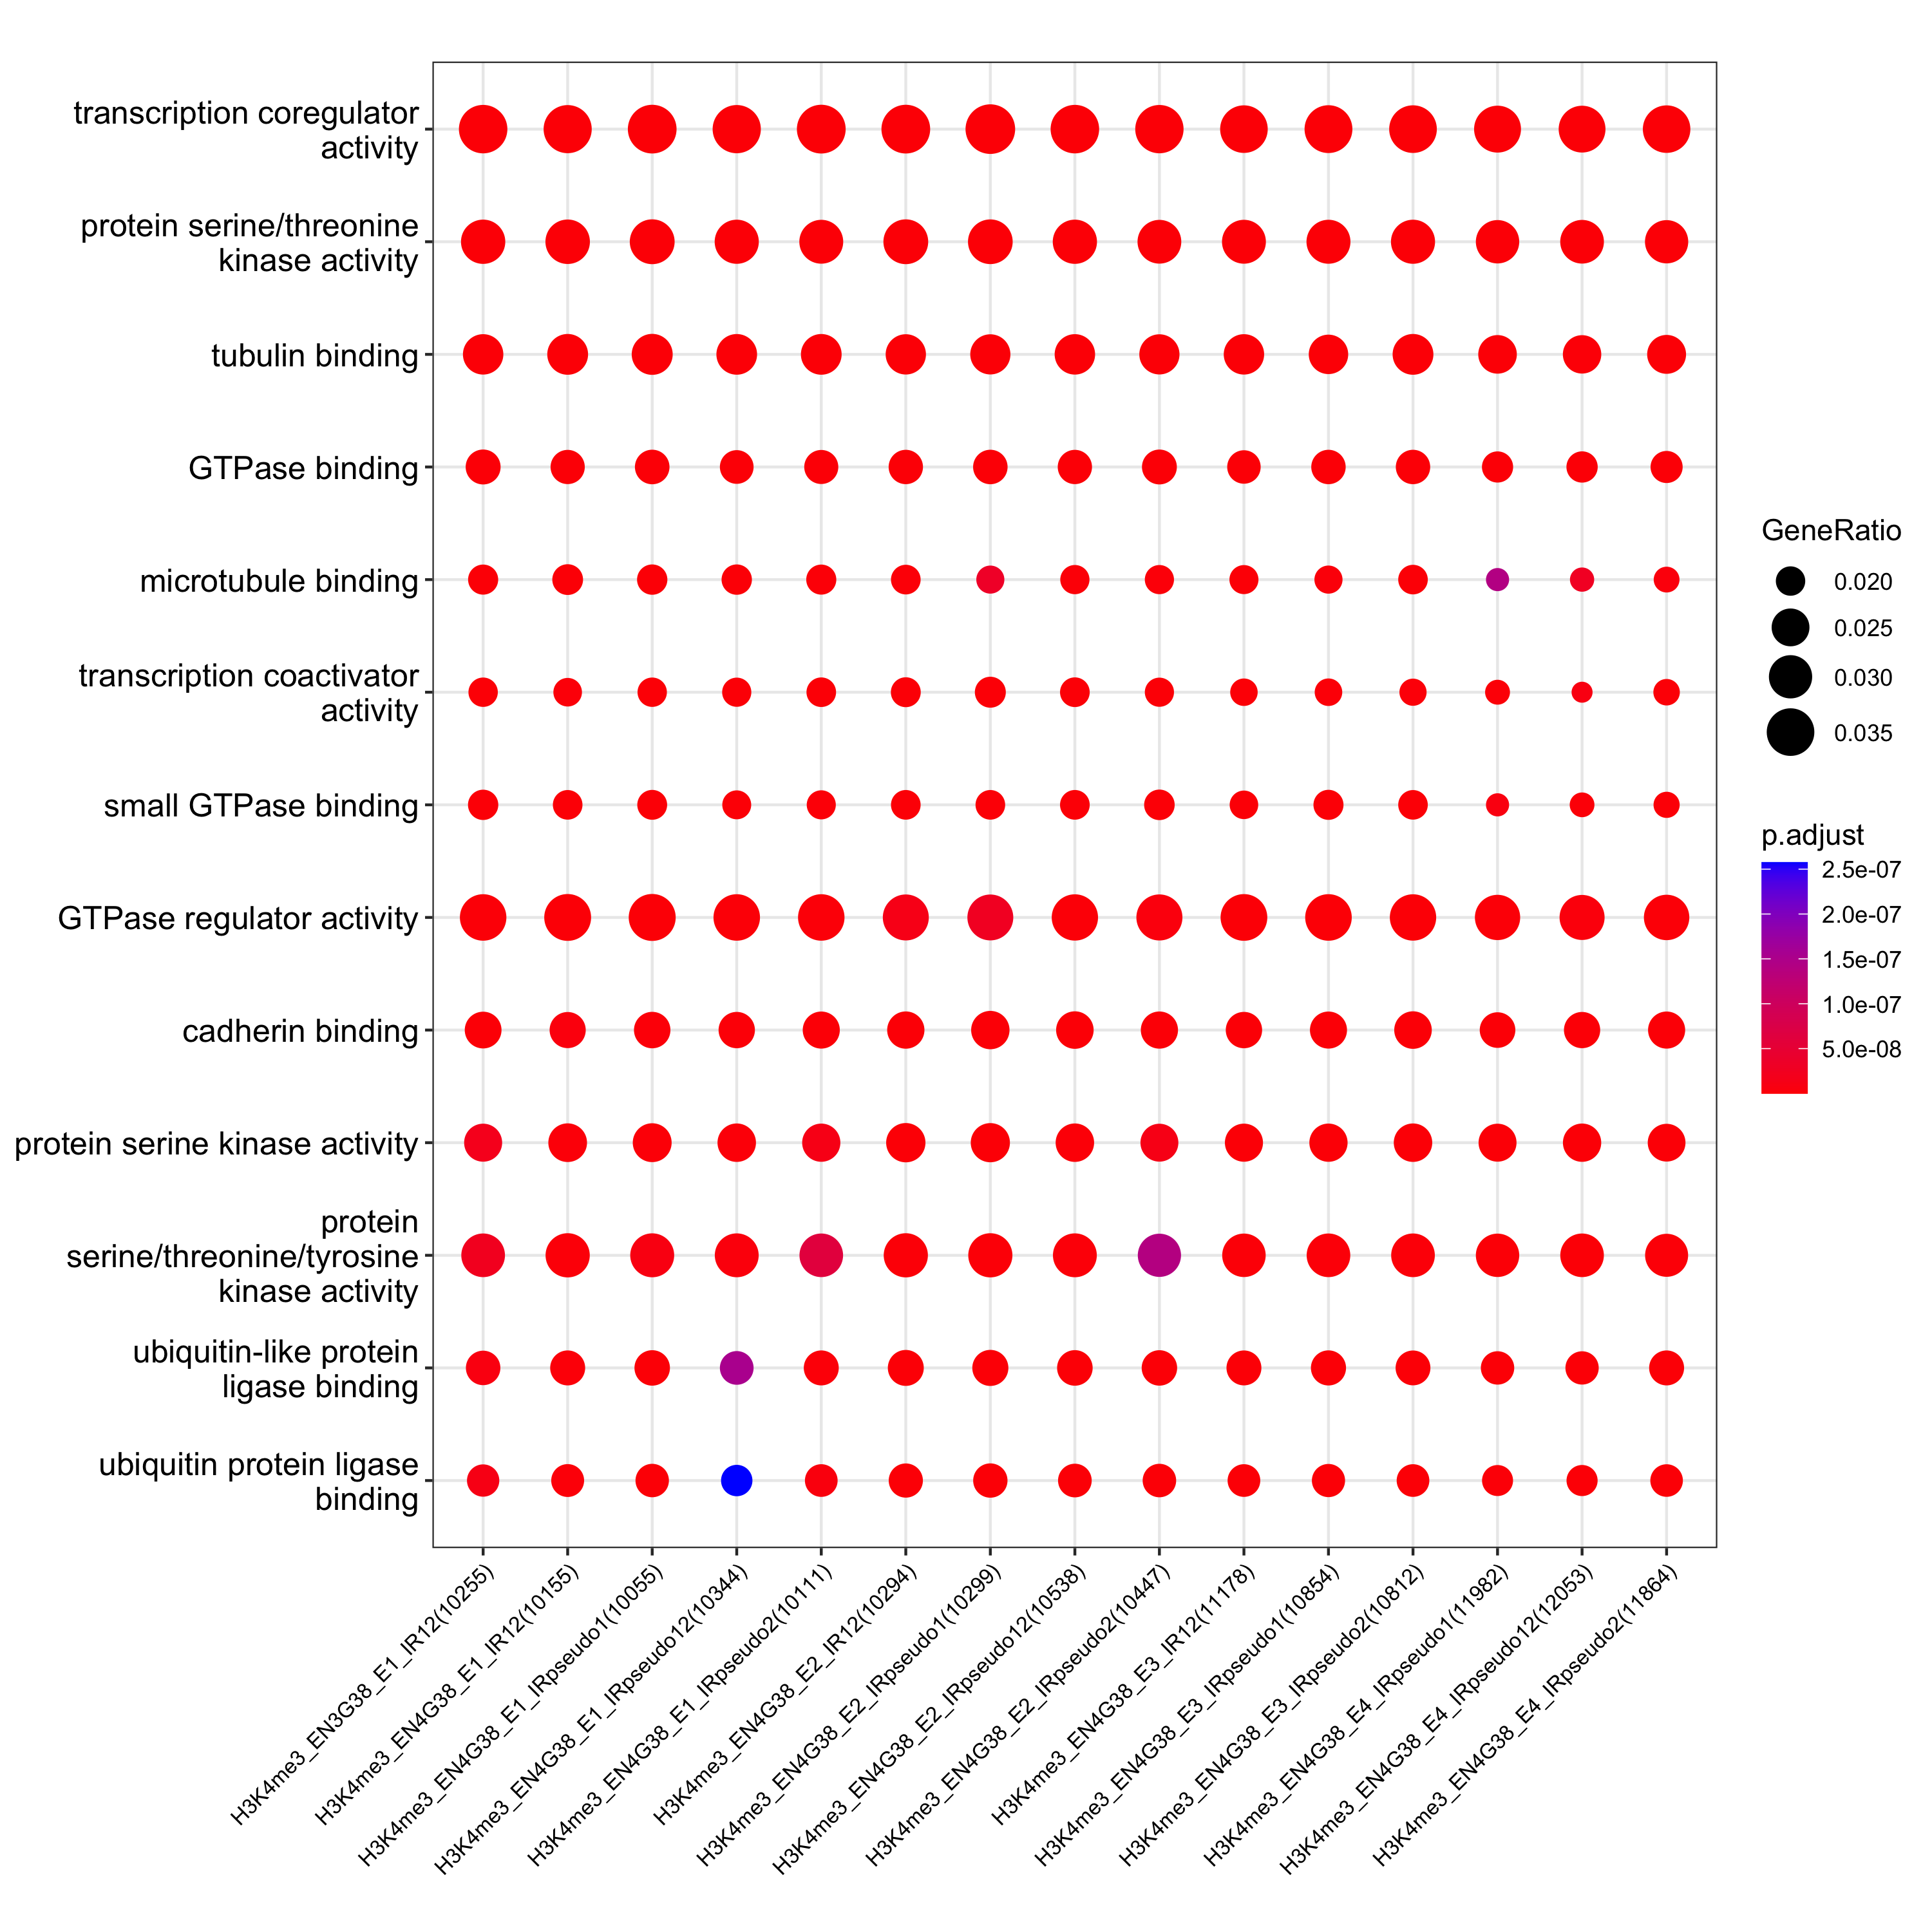 transcription coregulator
activity
protein serine/threonine
kinase activity
tubulin binding
GTPase binding
microtubule binding
transcription coactivator
activity
small GTPase binding
GTPase regulator activity
cadherin binding
protein serine kinase activity
protein
serine/threonine/tyrosine
kinase activity
ubiquitin-like protein
ligase binding
ubiquitin protein ligase
binding
H3K4me3_EN3G38_E1_IR12(10255)
H3K4me3_EN4G38_E1_IR12(10155)
H3K4me3_EN4G38_E1_IRpseudo1(10055)
H3K4me3_EN4G38_E1_IRpseudo12(10344)
H3K4me3_EN4G38_E1_IRpseudo2(10111)
H3K4me3_EN4G38_E2_IR12(10294)
H3K4me3_EN4G38_E2_IRpseudo1(10299)
H3K4me3_EN4G38_E2_IRpseudo12(10538)
H3K4me3_EN4G38_E2_IRpseudo2(10447)
H3K4me3_EN4G38_E3_IR12(11178)
H3K4me3_EN4G38_E3_IRpseudo1(10854)
H3K4me3_EN4G38_E3_IRpseudo2(10812)
H3K4me3_EN4G38_E4_IRpseudo1(11982)
H3K4me3_EN4G38_E4_IRpseudo12(12053)
H3K4me3_EN4G38_E4_IRpseudo2(11864)
GeneRatio
0.020
0.025
0.030
0.035
p.adjust
2.5e-07
2.0e-07
1.5e-07
1.0e-07
5.0e-08